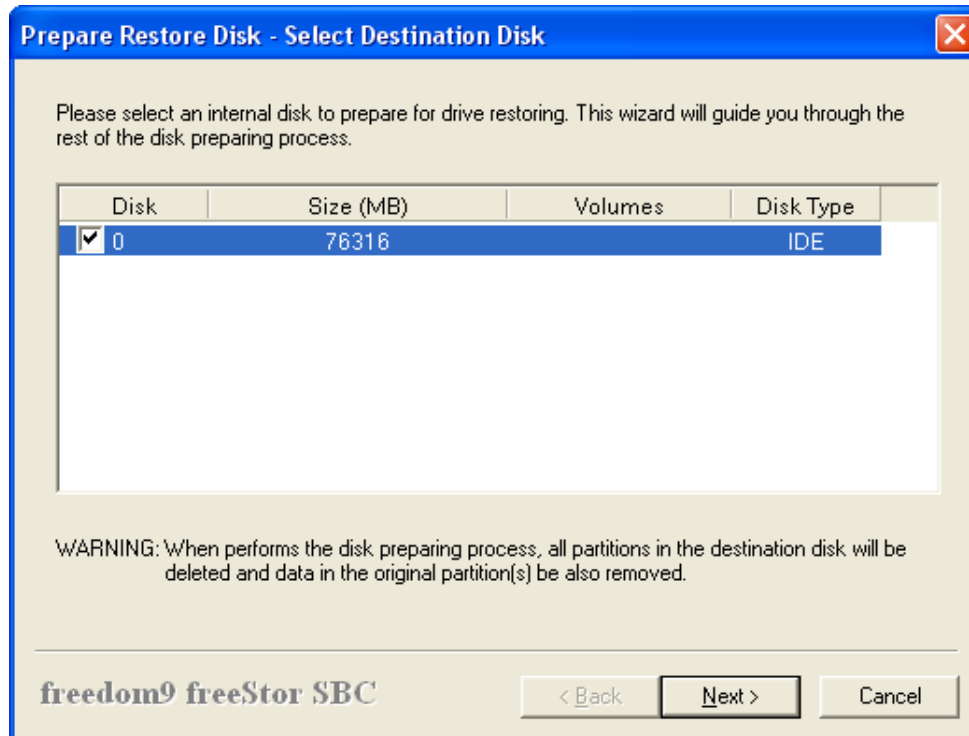 Prepare Restore Disk - Select Destination Disk
Please select an internal disk to prepare for drive restoring. This wizard will guide you through the
rest of the disk preparing process.
Disk Size (MB) Volumes Disk Type
0 76316 IDE
WARNING: When performs the disk preparing process, all partitions in the destination disk will be
deleted and data in the original partition(s) be also removed.
freedom9 freeStor SBC < Back Next > Cancel